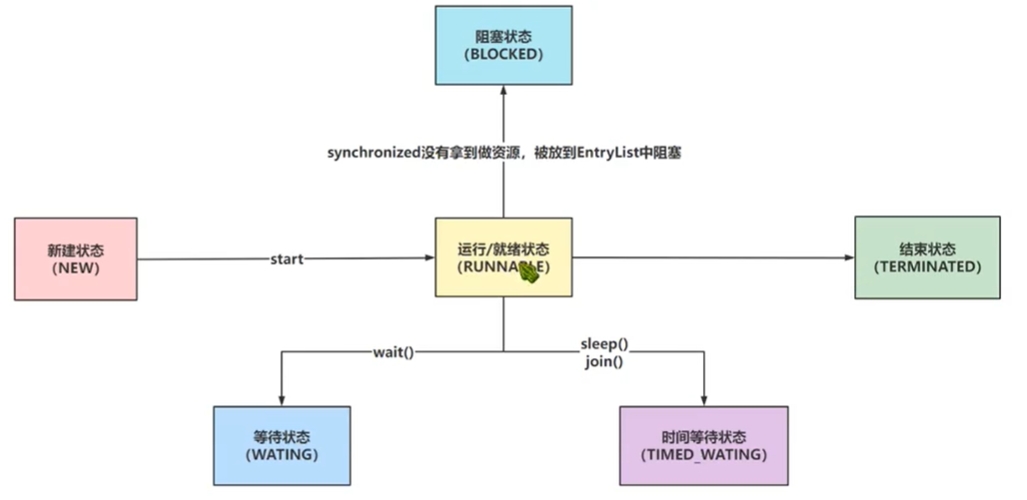 阻塞状态
（BLOCKED）
synchronized没有拿到做资源，被放到EntryList中阻塞
新建状态
（NEW）
start
运行/就绪状态
（RUNNABLE）
结束状态
（TERMINATED）
wait()
sleep()
join()
等待状态
（WATING）
时间等待状态
（TIMED_WATING）